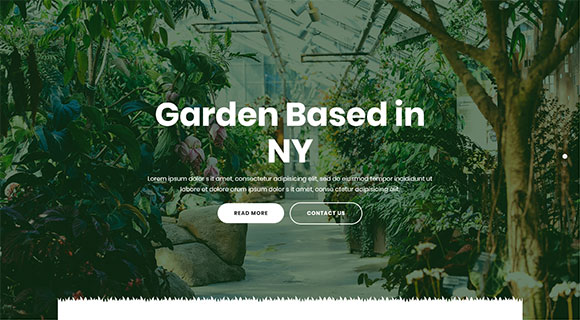 Garden Based in
NY
Lorem ipsum dolor s it amet, consectetur adipisicing elit, sed do eiusmod tempor incididunt ut
labore et dolore orem ipsum dolor s it amet, conse ctetur adipisicing elit.
READ MORE CONTACT US